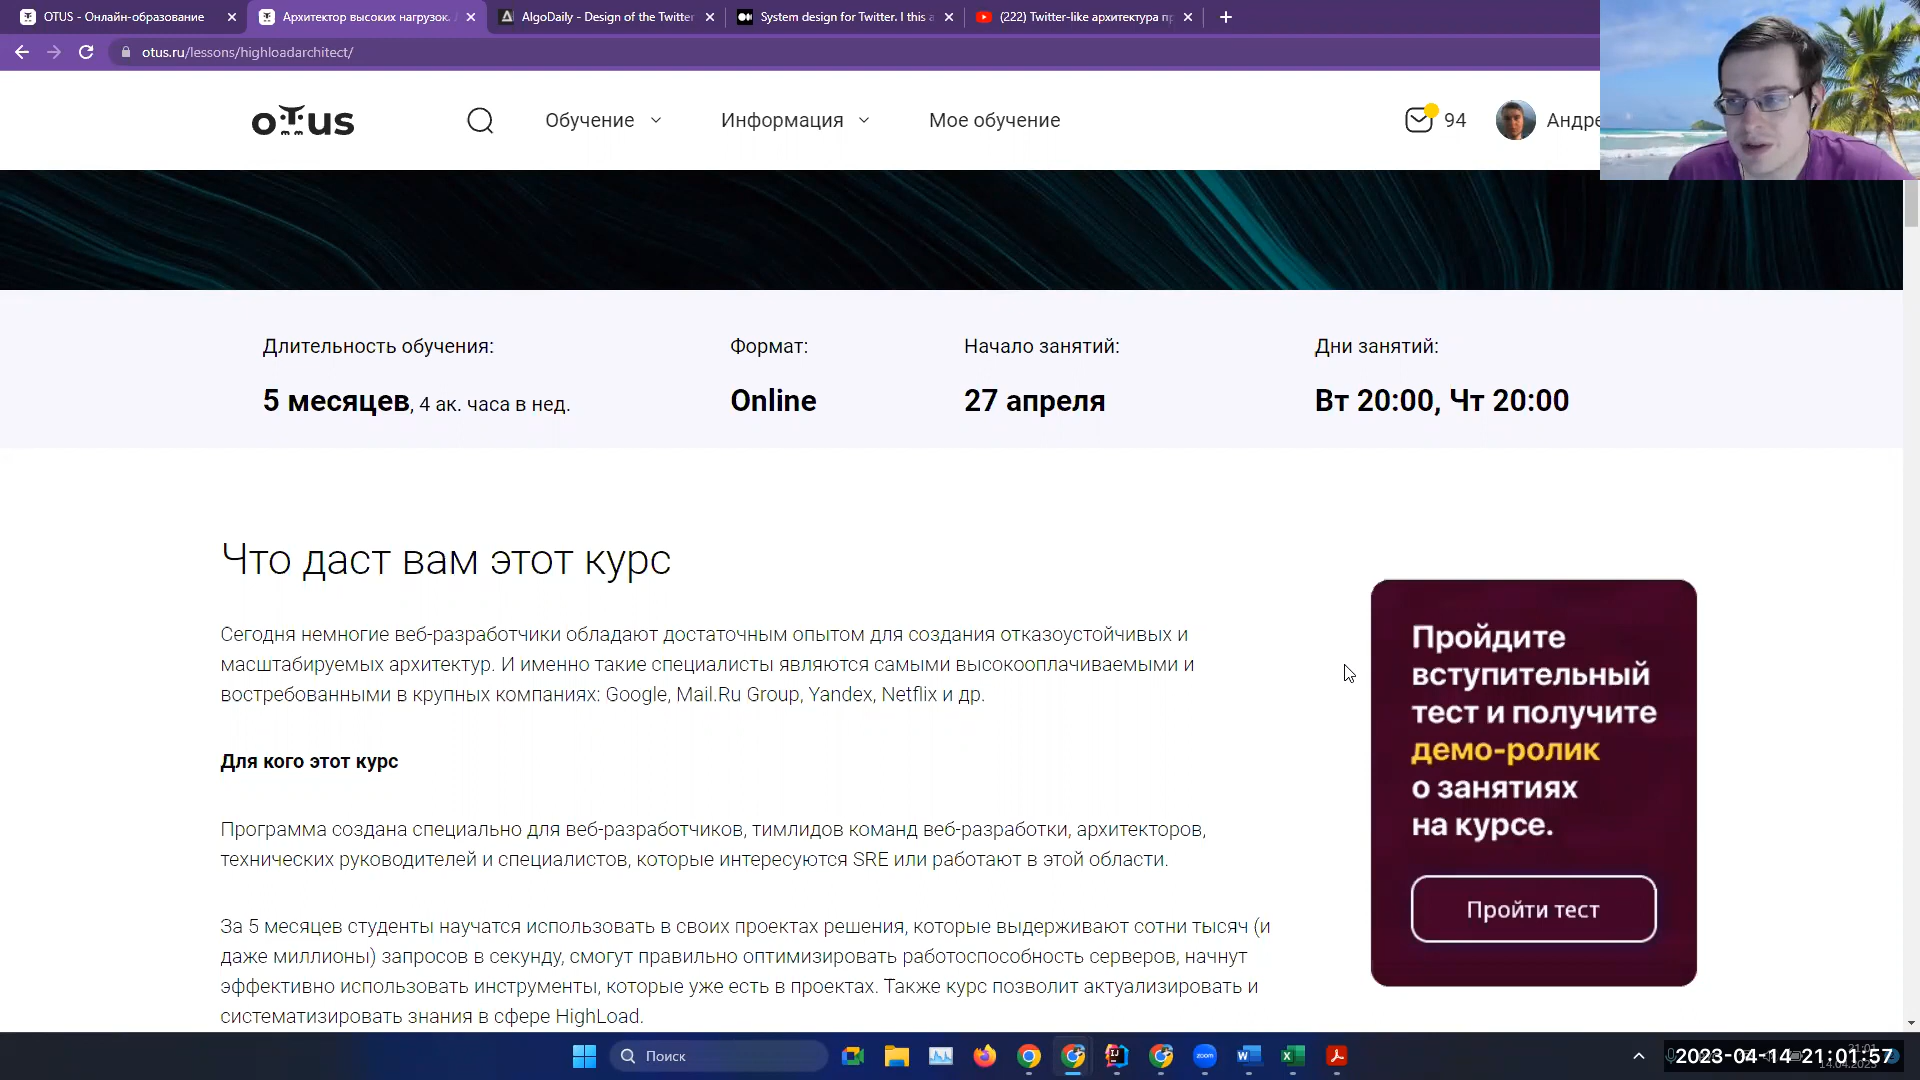 OTUS - Онлайн-образование
Архитектор высоких нагрузок.
AlgoDaily - Design of the Twitter
System design for Twitter. I this a
(222) Twitter-like архитектура п
otus.ru/lessons/highloadarchitect/
OTUS
Обучение
Информация
Мое обучение
94
Андре
Длительность обучения:
Формат:
Начало занятий:
Дни занятий:
5 месяцев, 4 ак. часа в нед.
Online
27 апреля
Вт 20:00, Чт 20:00
Что даст вам этот курс
Сегодня немногие веб-разработчики обладают достаточным опытом для создания отказоустойчивых и
масштабируемых архитектур. И именно такие специалисты являются самыми высокооплачиваемыми и
востребованными в крупных компаниях: Google, Mail.Ru Group, Yandex, Netflix и др.
Для кого этот курс
Программа создана специально для веб-разработчиков, тимлидов команд веб-разработки, архитекторов,
технических руководителей и специалистов, которые интересуются SRE или работают в этой области.
За 5 месяцев студенты научатся использовать в своих проектах решения, которые выдерживают сотни тысяч (и
даже миллионы) запросов в секунду, смогут правильно оптимизировать работоспособность серверов, начнут
эффективно использовать инструменты, которые уже есть в проектах. Также курс позволит актуализировать и
систематизировать знания в сфере HighLoad.
Пройдите
вступительный
тест и получите
демо-ролик
о занятиях
на курсе.
Пройти тест
Поиск
zoom
2023-04-14 21:01:57